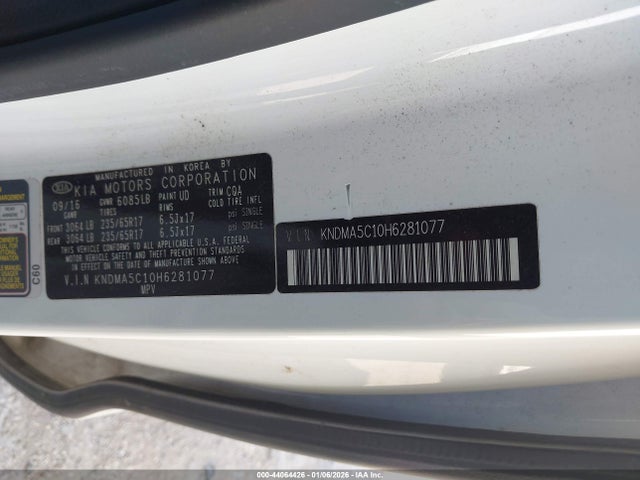 MANUFACTURED IN KOREA BY
KIA KIA MOTORS CORPORATION
09/16 GVWR 6085LB PAINT UD TRIM CQA
GAWR TIRES RIMS COLD TIRE INFL
FRONT 3064 LB 235/65R17 6.5JX17 psi SINGLE
REAR 3054 LB 235/65R17 6.5JX17 psi SINGLE
THIS VEHICLE CONFORMS TO ALL APPLICABLE U.S.A. FEDERAL
MOTOR VEHICLE SAFETY AND THEFT PREVENTION STANDARDS
IN EFFECT ON THE DATE OF MANUFACTURE SHOWN ABOVE.
V.I.N KNDMA5C10H6281077
MPV
C60
V.I.N KNDMA5C10H6281077
000-44064426 - 01/06/2026 - IAAI.COM